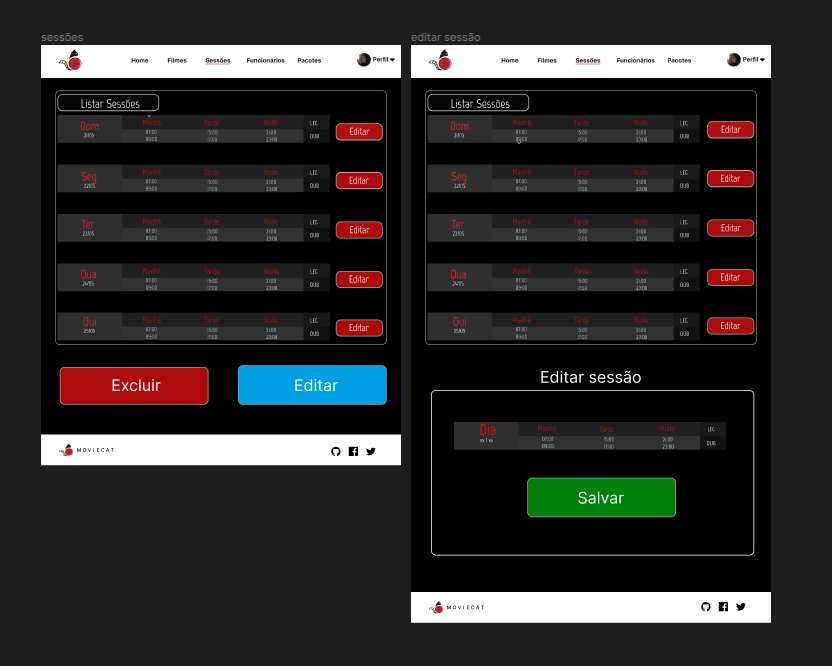 sessões
Home Filmes Sessões Funcionários Pacotes Perfil
Listar Sessões
Dom Manhã Tarde Noite LEG
21/05 07:00 15:00 21:00 Editar
09:00 17:00 23:00 DUB
Seg Manhã Tarde Noite LEG
22/05 07:00 15:00 21:00 Editar
09:00 17:00 23:00 DUB
Ter Manhã Tarde Noite LEG
23/05 07:00 15:00 21:00 Editar
09:00 17:00 23:00 DUB
Qua Manhã Tarde Noite LEG
24/05 07:00 15:00 21:00 Editar
09:00 17:00 23:00 DUB
Qui Manhã Tarde Noite LEG
25/05 07:00 15:00 21:00 Editar
09:00 17:00 23:00 DUB
Excluir Editar
MOVIECAT
editar sessão
Home Filmes Sessões Funcionários Pacotes Perfil
Listar Sessões
Dom Manhã Tarde Noite LEG
21/05 07:00 15:00 21:00 Editar
09:00 17:00 23:00 DUB
Seg Manhã Tarde Noite LEG
22/05 07:00 15:00 21:00 Editar
09:00 17:00 23:00 DUB
Ter Manhã Tarde Noite LEG
23/05 07:00 15:00 21:00 Editar
09:00 17:00 23:00 DUB
Qua Manhã Tarde Noite LEG
24/05 07:00 15:00 21:00 Editar
09:00 17:00 23:00 DUB
Qui Manhã Tarde Noite LEG
25/05 07:00 15:00 21:00 Editar
09:00 17:00 23:00 DUB
Editar sessão
Dia Manhã Tarde Noite LEG
xx/xx 07:00 15:00 21:00
09:00 17:00 23:00 DUB
Salvar
MOVIECAT